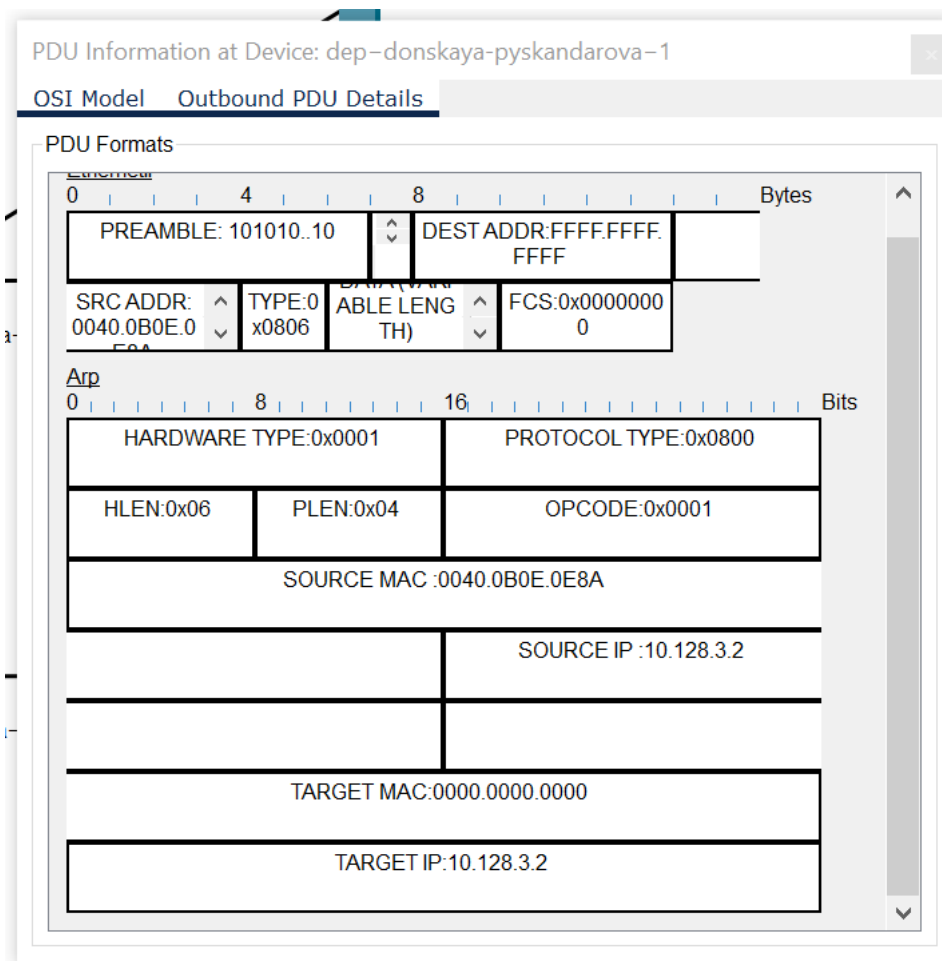 PDU Information at Device: dep-donskaya-pyskandarova-1
OSI Model Outbound PDU Details
PDU Formats
EthernetII
0 4 8 Bytes
PREAMBLE: 101010..10
DEST ADDR:FFFF.FFFF.
FFFF
SRC ADDR:
0040.0B0E.0
E8A
TYPE:0
x0806
DATA (VARI
ABLE LENG
TH)
FCS:0x0000000
0
Arp
0 8 16 Bits
HARDWARE TYPE:0x0001 PROTOCOL TYPE:0x0800
HLEN:0x06 PLEN:0x04 OPCODE:0x0001
SOURCE MAC :0040.0B0E.0E8A
SOURCE IP :10.128.3.2
TARGET MAC:0000.0000.0000
TARGET IP:10.128.3.2